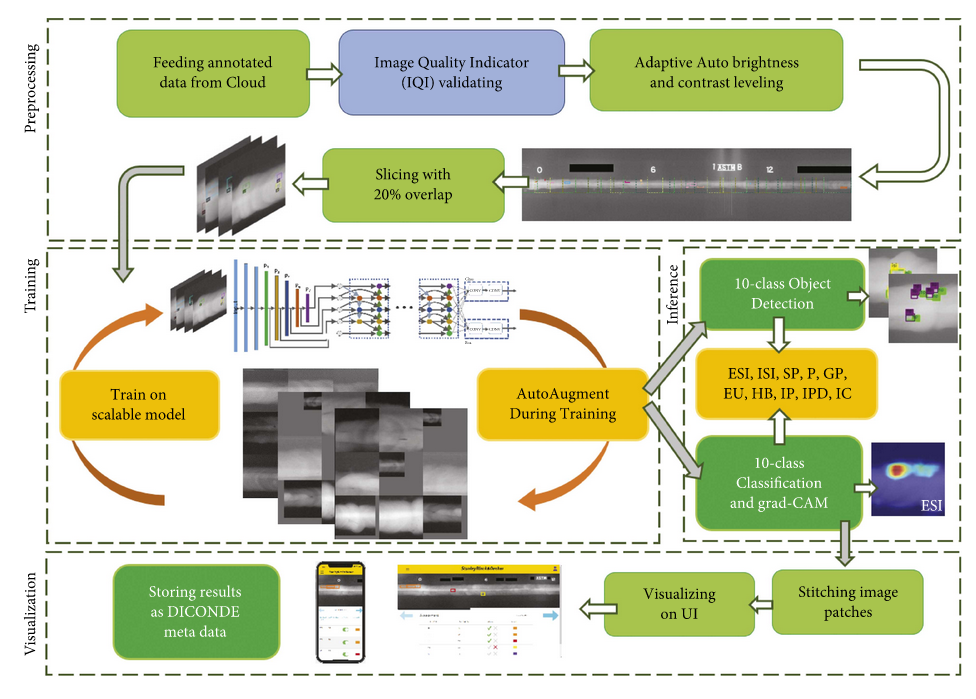 Preprocessing
Feeding annotated
data from Cloud
Image Quality Indicator
(IQI) validating
Adaptive Auto brightness
and contrast leveling
Slicing with
20% overlap
0
6
1 ASTM B
12
Training
Train on
scalable model
AutoAugment
During Training
Inference
10-class Object
Detection
ESI, ISI, SP, P, GP,
EU, HB, IP, IPD, IC
10-class
Classification
and grad-CAM
ESI
Visualization
Storing results
as DICONDE
meta data
Visualizing
on UI
Stitching image
patches